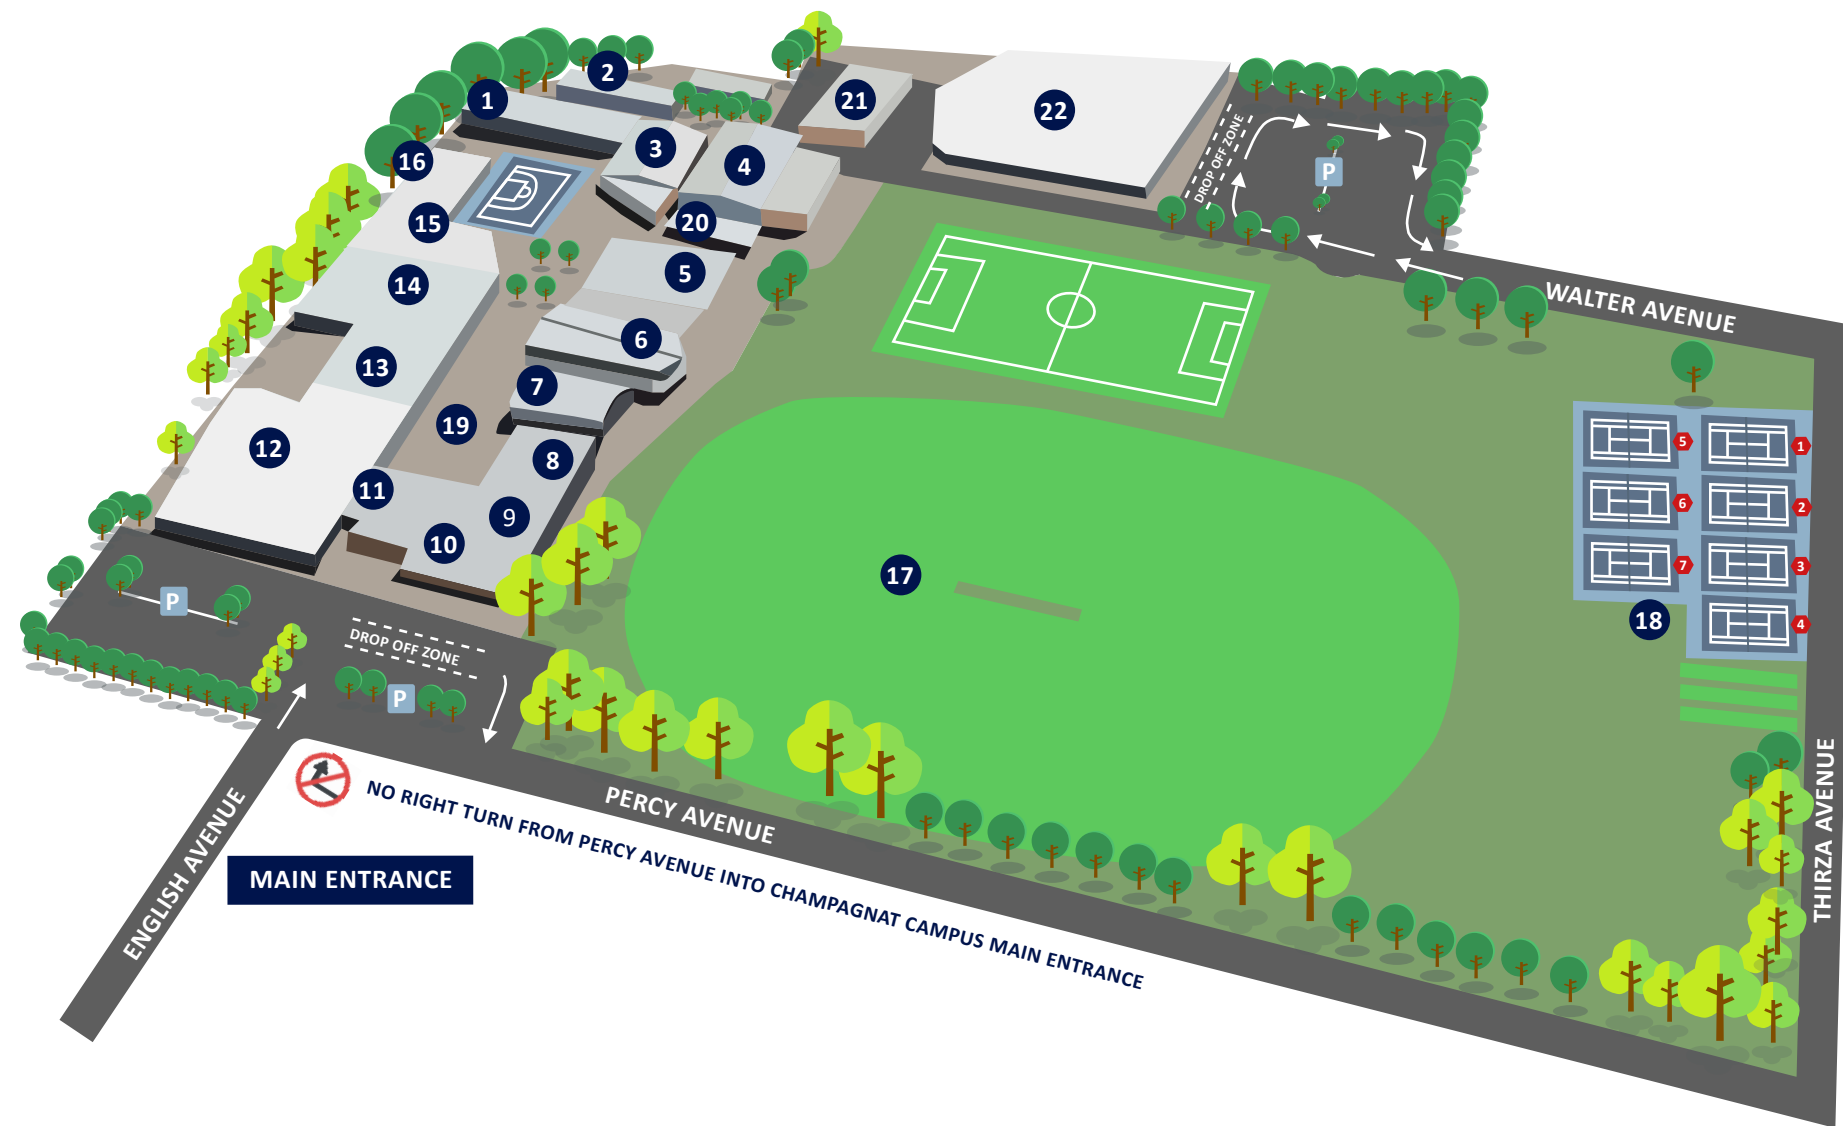 2
1
21
22
3
16
4
DROP OFF ZONE
P
15
20
5
14
WALTER AVENUE
6
13
7
19
5
1
12
8
11
6
2
9
10
7
3
17
P
18
4
DROP OFF ZONE
P
NO RIGHT TURN FROM PERCY AVENUE INTO CHAMPAGNAT CAMPUS MAIN ENTRANCE
PERCY AVENUE
THIRZA AVENUE
ENGLISH AVENUE
MAIN ENTRANCE